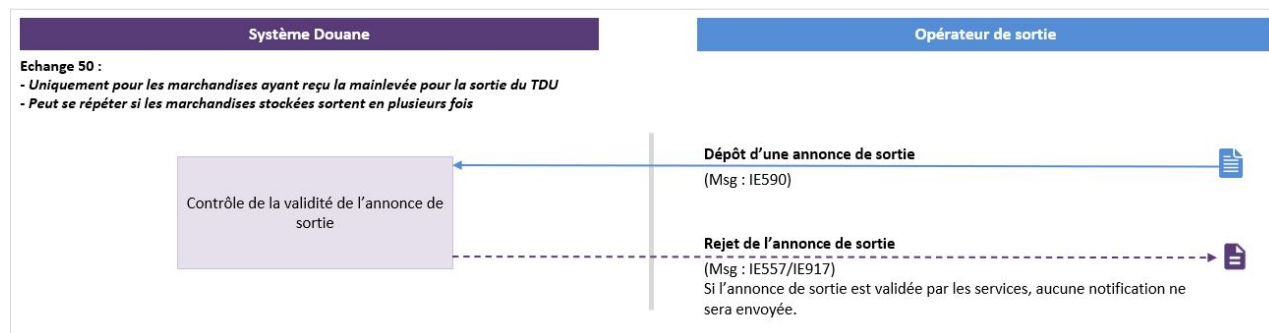 Système Douane
Opérateur de sortie
Echange 50 :
- Uniquement pour les marchandises ayant reçu la mainlevée pour la sortie du TDU
- Peut se répéter si les marchandises stockées sortent en plusieurs fois
Dépôt d’une annonce de sortie
(Msg : IE590)
Contrôle de la validité de l’annonce de
sortie
Rejet de l’annonce de sortie
(Msg : IE557/IE917)
Si l’annonce de sortie est validée par les services, aucune notification ne
sera envoyée.